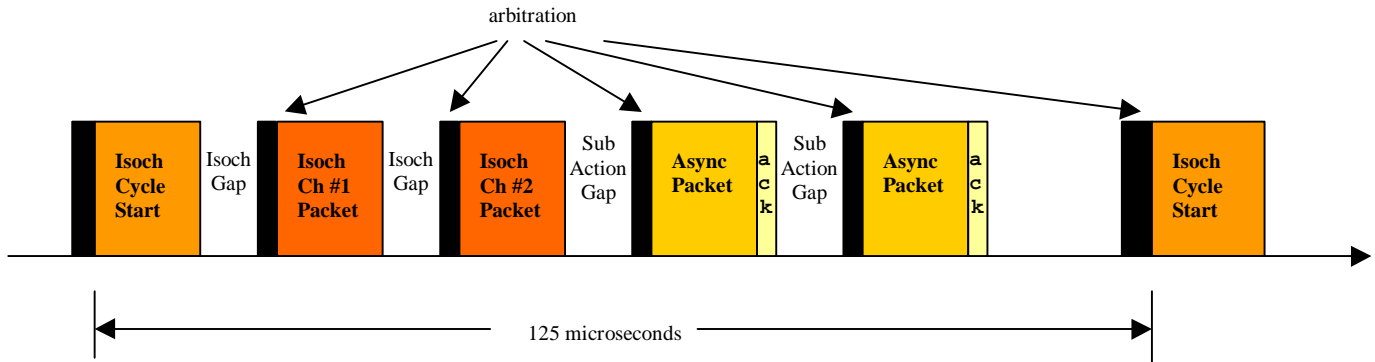 arbitration
Isoch
Cycle
Start
Isoch
Gap
Isoch
Ch #1
Packet
Isoch
Gap
Isoch
Ch #2
Packet
Sub
Action
Gap
Async
Packet
a
c
k
Sub
Action
Gap
Async
Packet
a
c
k
Isoch
Cycle
Start
125 microseconds